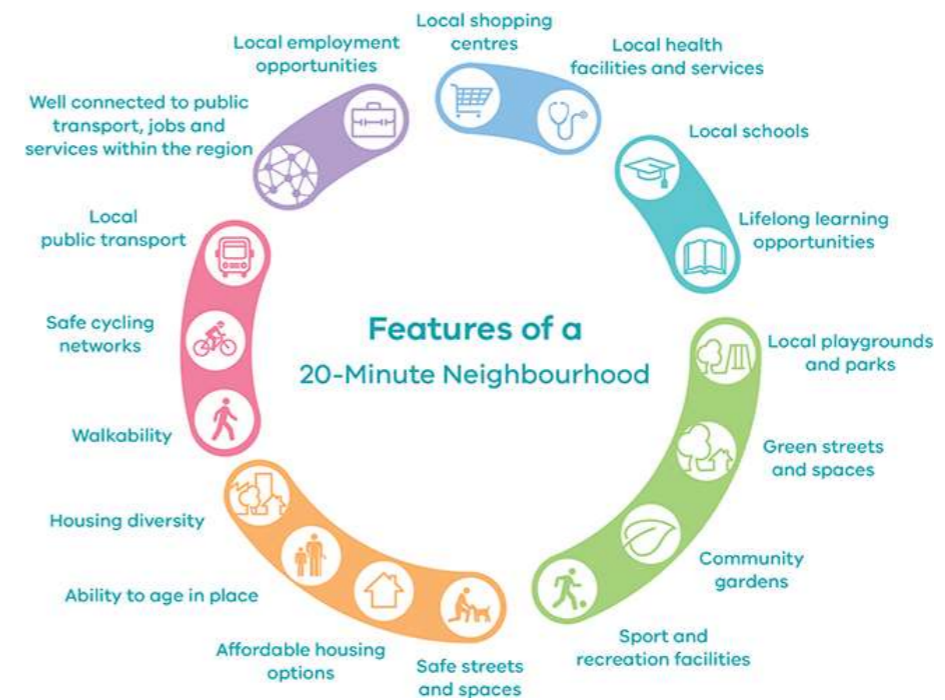 Local shopping
centres
Local health
facilities and services
Local schools
Lifelong learning
opportunities
Local playgrounds
and parks
Green streets
and spaces
Community
gardens
Sport and
recreation facilities
Safe streets
and spaces
Affordable housing
options
Ability to age in place
Housing diversity
Walkability
Safe cycling
networks
Local
public transport
Well connected to public
transport, jobs and
services within the region
Local employment
opportunities
Features of a
20-Minute Neighbourhood